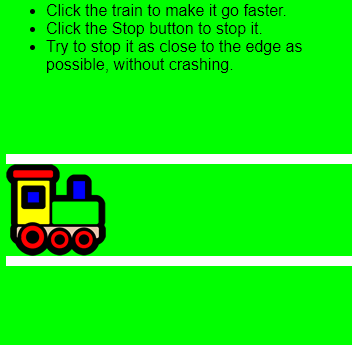 • Click the train to make it go faster.
• Click the Stop button to stop it.
• Try to stop it as close to the edge as
possible, without crashing.